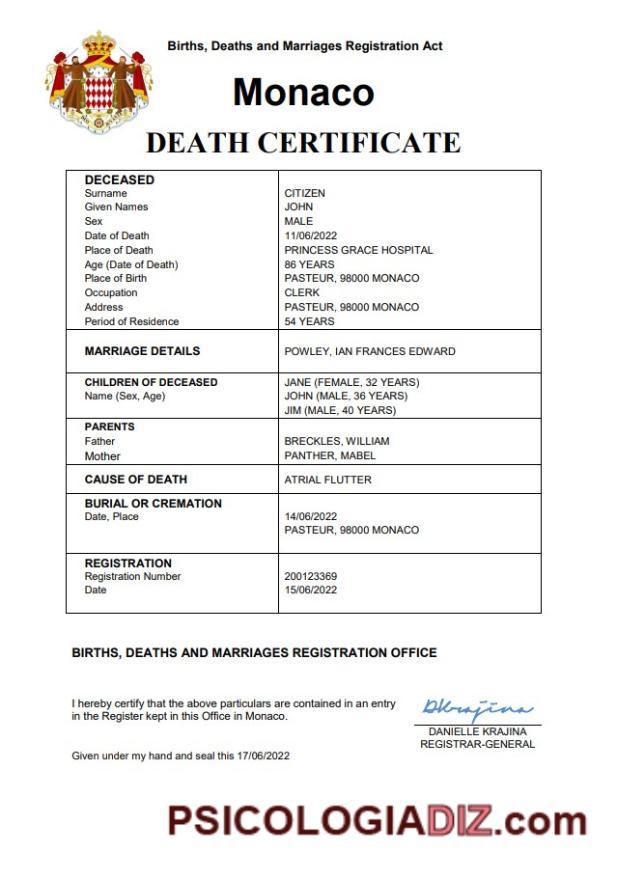 Births, Deaths and Marriages Registration Act
Monaco
DEATH CERTIFICATE
DECEASED
Surname CITIZEN
Given Names JOHN
Sex MALE
Date of Death 11/06/2022
Place of Death PRINCESS GRACE HOSPITAL
Age (Date of Death) 86 YEARS
Place of Birth PASTEUR, 98000 MONACO
Occupation CLERK
Address PASTEUR, 98000 MONACO
Period of Residence 54 YEARS
MARRIAGE DETAILS POWLEY, IAN FRANCES EDWARD
CHILDREN OF DECEASED JANE (FEMALE, 32 YEARS)
Name (Sex, Age) JOHN (MALE, 36 YEARS)
JIM (MALE, 40 YEARS)
PARENTS
Father BRECKLES, WILLIAM
Mother PANTHER, MABEL
CAUSE OF DEATH ATRIAL FLUTTER
BURIAL OR CREMATION
Date, Place 14/06/2022
PASTEUR, 98000 MONACO
REGISTRATION
Registration Number 200123369
Date 15/06/2022
BIRTHS, DEATHS AND MARRIAGES REGISTRATION OFFICE
I hereby certify that the above particulars are contained in an entry
in the Register kept in this Office in Monaco.
DKrajina
DANIELLE KRAJINA
REGISTRAR-GENERAL
Given under my hand and seal this 17/06/2022
PSICOLOGIADIZ.com